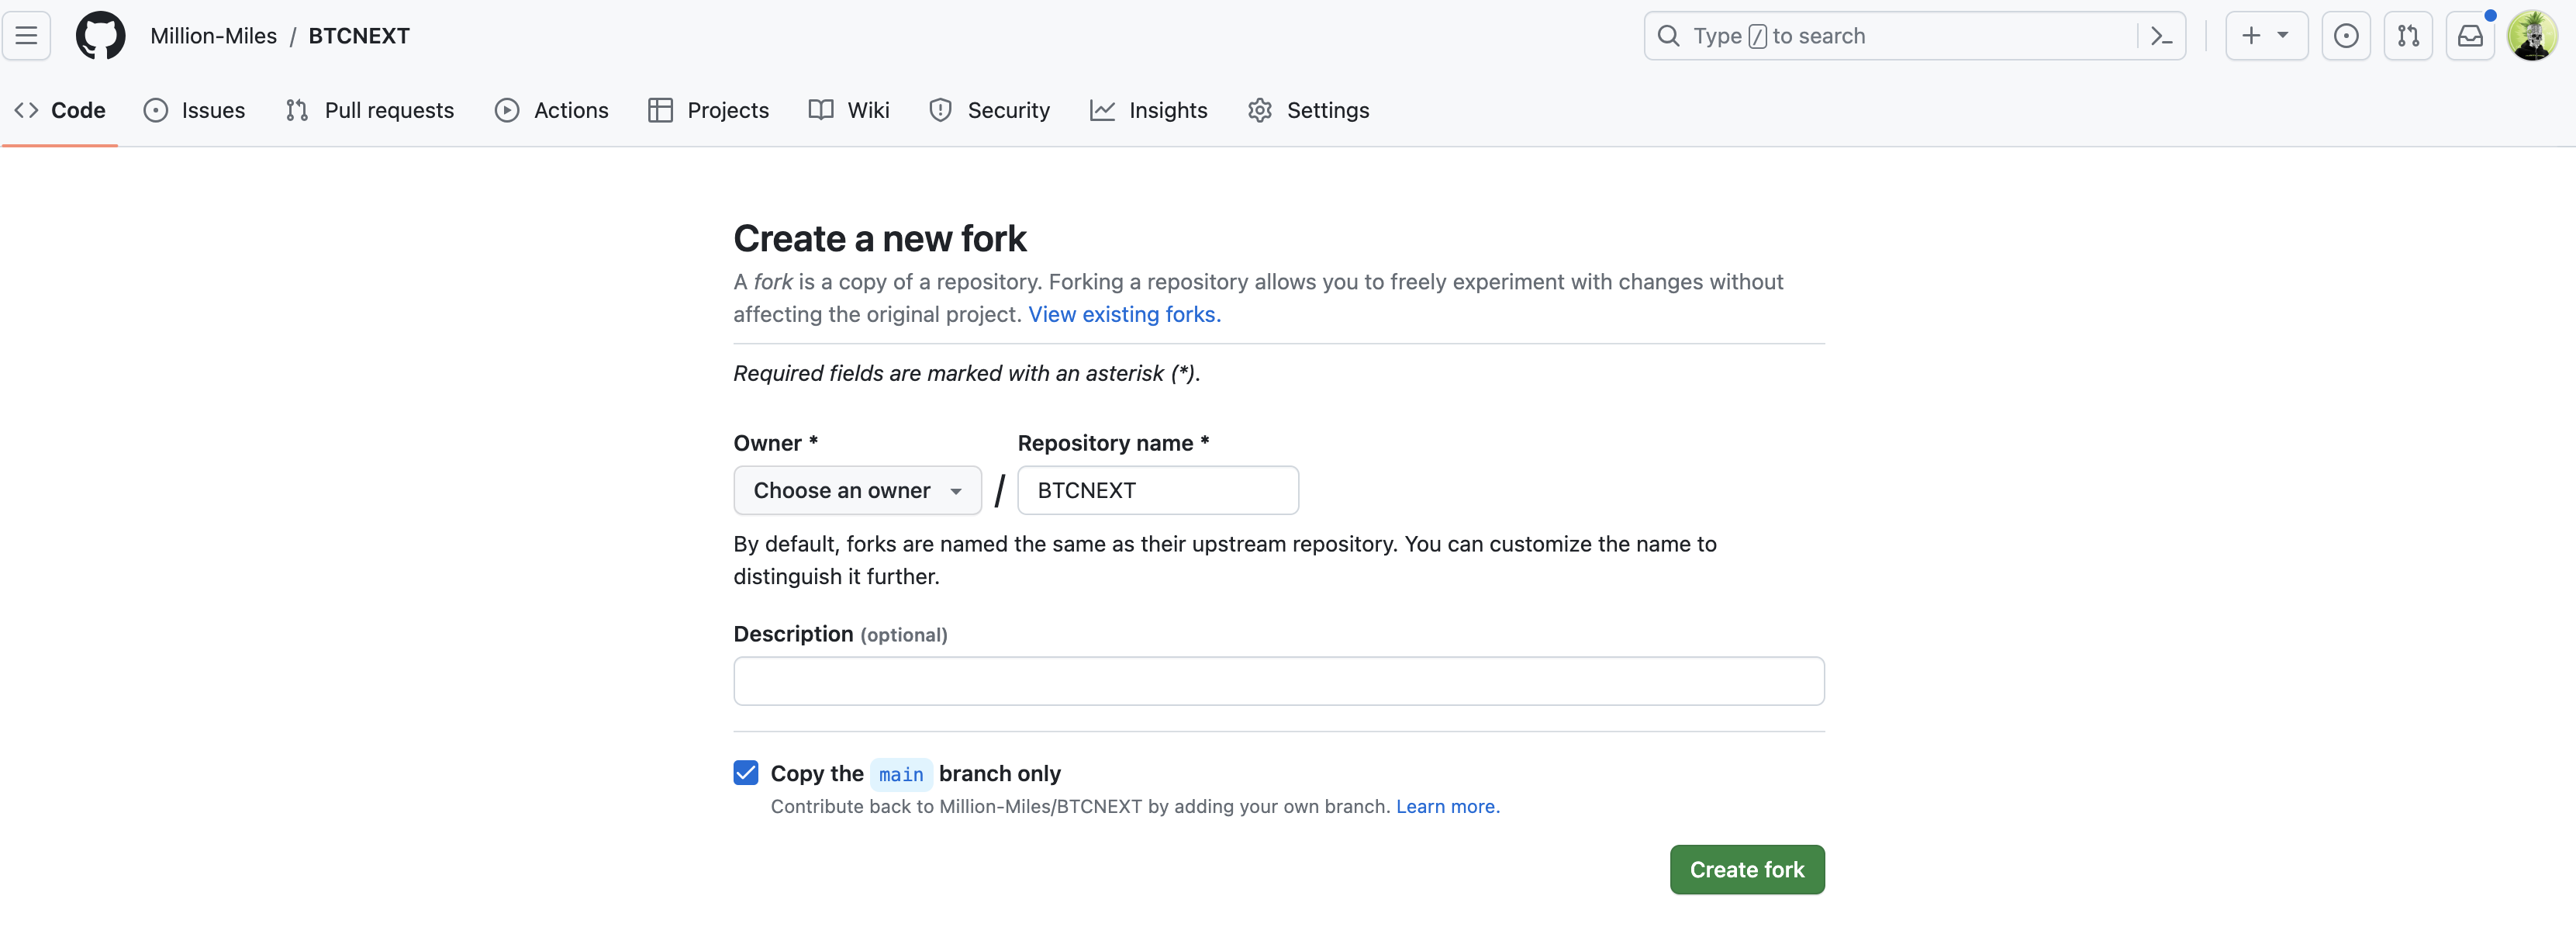 Million-Miles / BTCNEXT
Type / to search
Code Issues Pull requests Actions Projects Wiki Security Insights Settings
Create a new fork
A fork is a copy of a repository. Forking a repository allows you to freely experiment with changes without
affecting the original project. View existing forks.
Required fields are marked with an asterisk (*).
Owner * Repository name *
Choose an owner / BTCNEXT
By default, forks are named the same as their upstream repository. You can customize the name to
distinguish it further.
Description (optional)
Copy the main branch only
Contribute back to Million-Miles/BTCNEXT by adding your own branch. Learn more.
Create fork